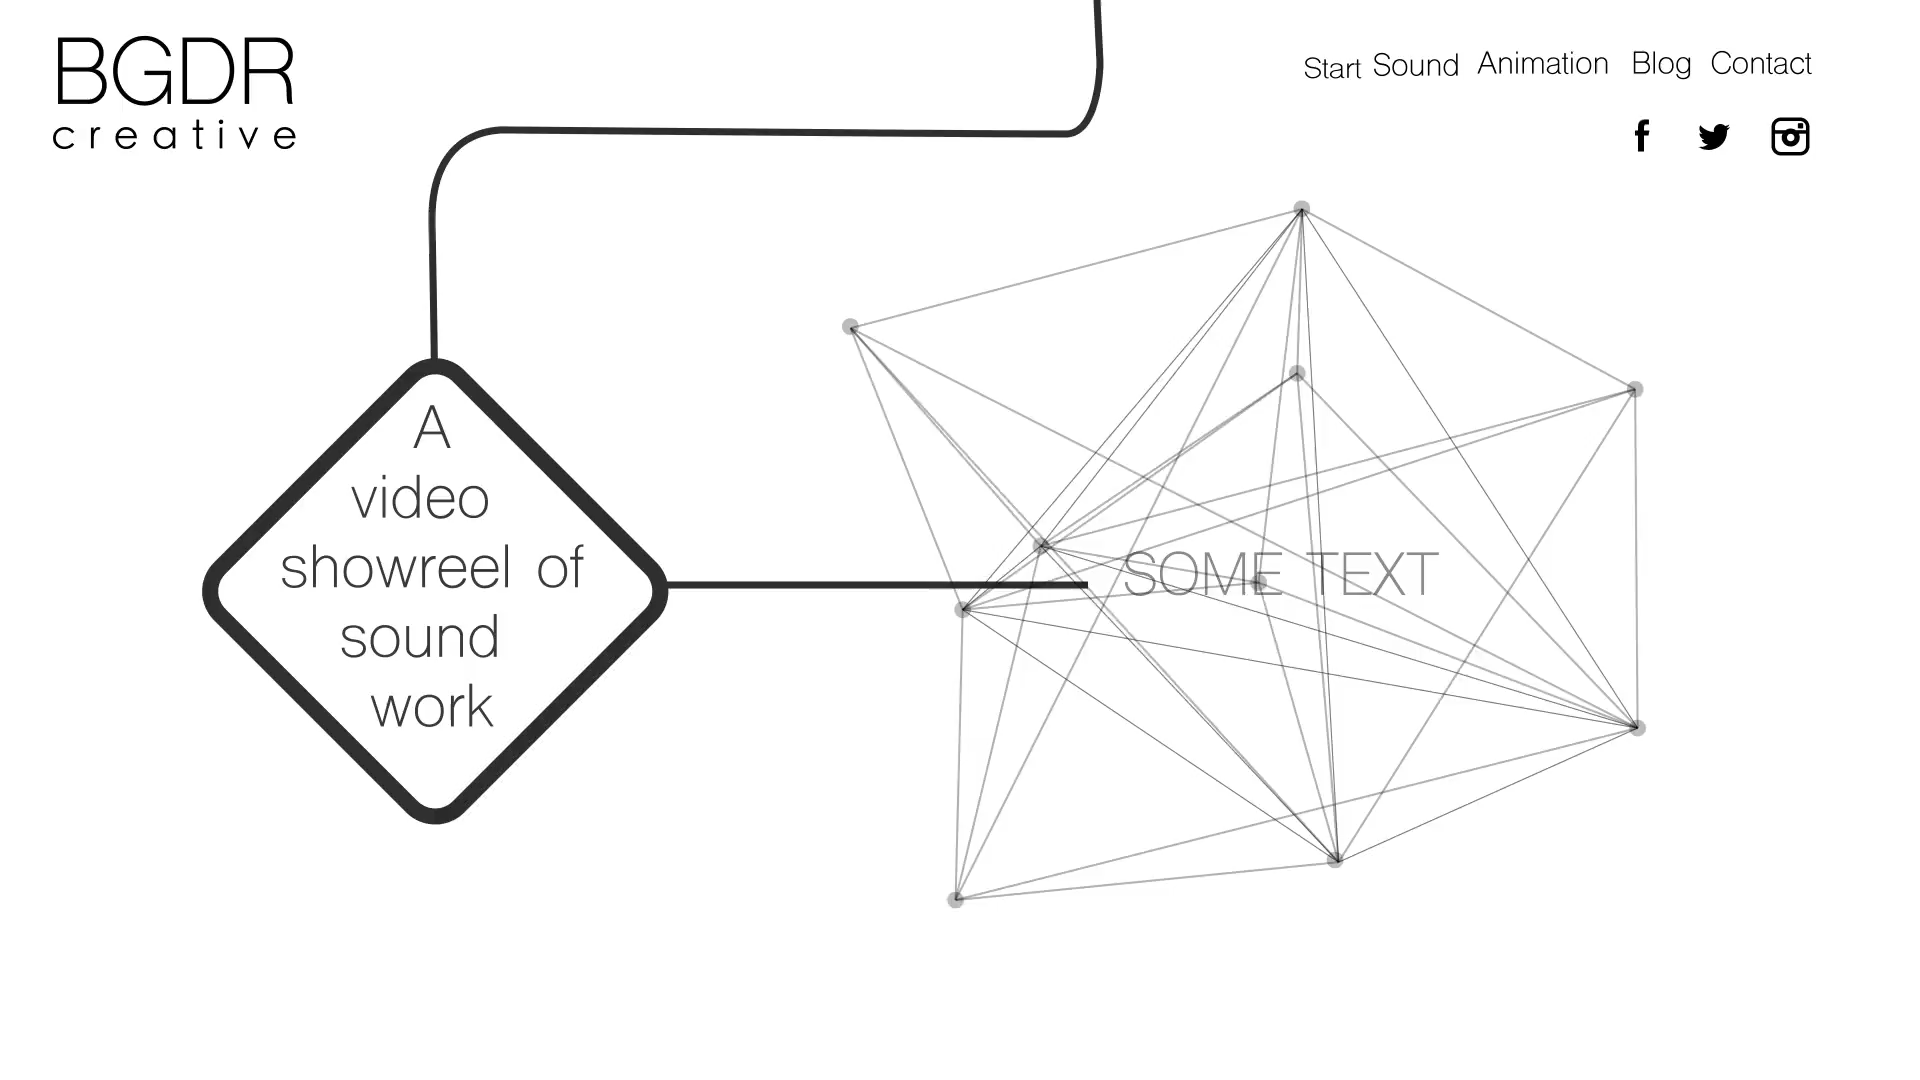 BGDR
creative
Start Sound Animation Blog Contact
A
video
showreel of
sound
work
SOME TEXT